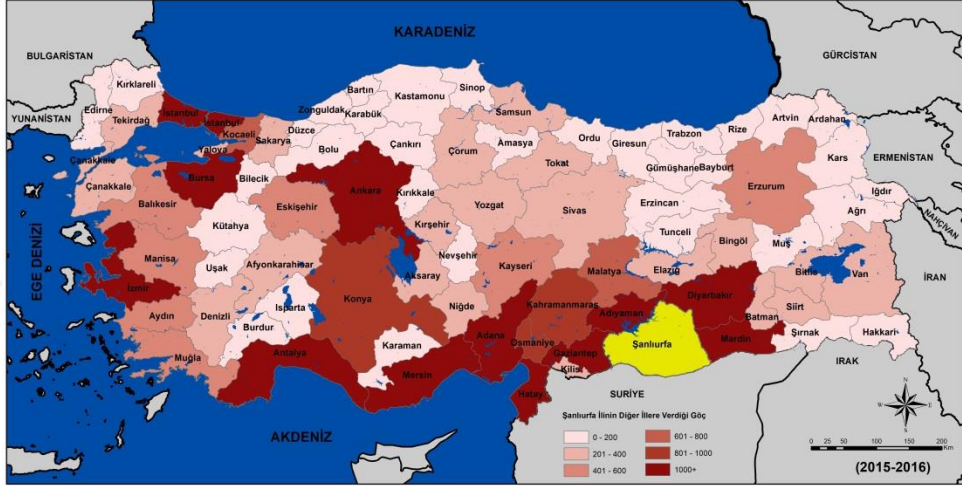 KARADENİZ
BULGARİSTAN
GÜRCİSTAN
YUNANİSTAN
ERMENİSTAN
NAHÇİVAN
İRAN
IRAK
SURİYE
AKDENİZ
EGE DENİZİ
Kırklareli
Edirne
Tekirdağ
İstanbul
İstanbul
Kocaeli
Yalova
Sakarya
Düzce
Zonguldak
Bartın
Karabük
Kastamonu
Sinop
Samsun
Ordu
Giresun
Trabzon
Rize
Artvin
Ardahan
Kars
Iğdır
Ağrı
Çanakkale
Çanakkale
Bursa
Bilecik
Bolu
Çankırı
Çorum
Amasya
Tokat
Gümüşhane
Bayburt
Erzurum
Erzincan
Balıkesir
Kütahya
Eskişehir
Ankara
Kırıkkale
Kırşehir
Yozgat
Sivas
Tunceli
Bingöl
Muş
Bitlis
Van
Manisa
İzmir
Uşak
Afyonkarahisar
Aksaray
Nevşehir
Kayseri
Malatya
Elazığ
Diyarbakır
Batman
Siirt
Şırnak
Hakkari
Aydın
Denizli
Burdur
Isparta
Konya
Niğde
Kahramanmaraş
Adıyaman
Şanlıurfa
Mardin
Muğla
Antalya
Karaman
Mersin
Adana
Osmaniye
Gaziantep
Kilis
Hatay
Şanlıurfa İlinin Diğer İllere Verdiği Göç
0 - 200
201 - 400
401 - 600
601 - 800
801 - 1000
1000+
N
W
E
S
0 25 50 100 150 200
Km
(2015-2016)